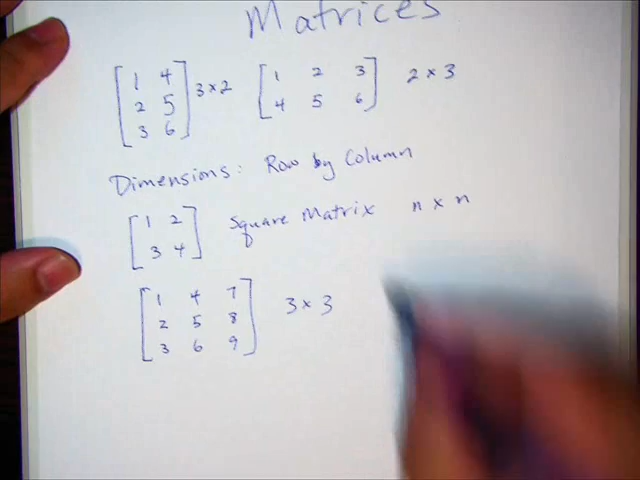 Matrices
[1 4 3×2 [1 2 3] 2×3
2 5 4 5 6
3 6]
Dimensions: Row by Column
[1 2 Square Matrix n × n
3 4]
[1 4 7
2 5 8 3×3
3 6 9]